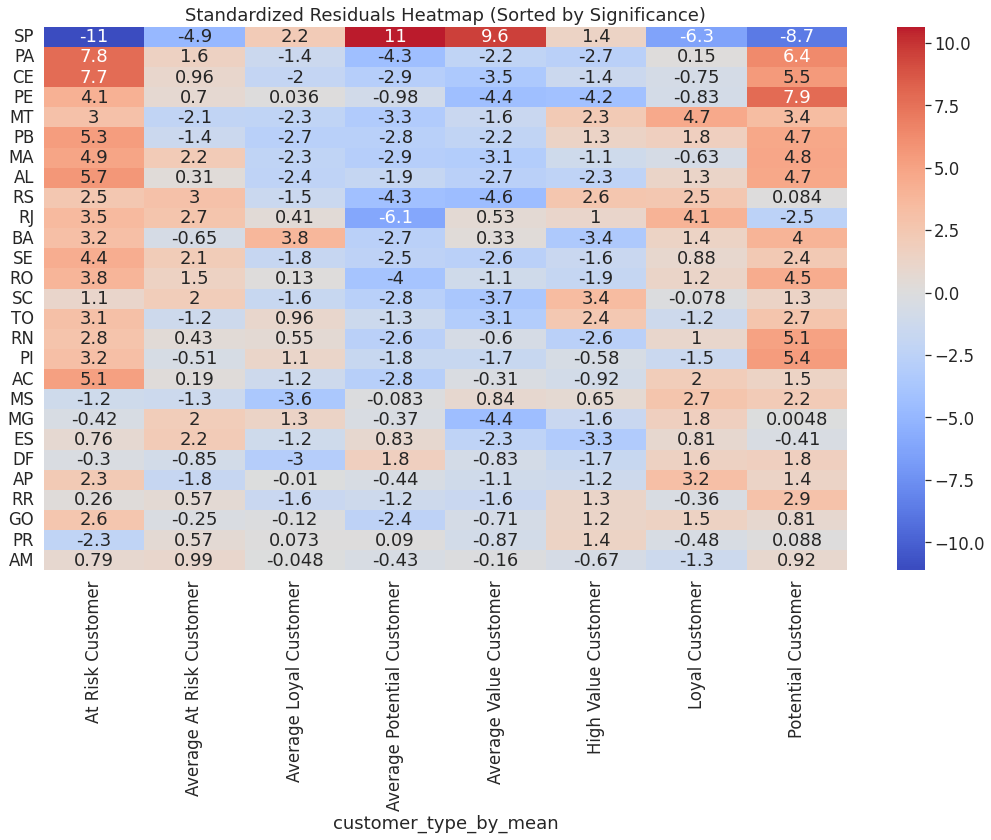 Standardized Residuals Heatmap (Sorted by Significance)
SP -11 -4.9 2.2 11 9.6 1.4 -6.3 -8.7
PA 7.8 1.6 -1.4 -4.3 -2.2 -2.7 0.15 6.4
CE 7.7 0.96 -2 -2.9 -3.5 -1.4 -0.75 5.5
PE 4.1 0.7 0.036 -0.98 -4.4 -4.2 -0.83 7.9
MT 3 -2.1 -2.3 -3.3 -1.6 2.3 4.7 3.4
PB 5.3 -1.4 -2.7 -2.8 -2.2 1.3 1.8 4.7
MA 4.9 2.2 -2.3 -2.9 -3.1 -1.1 -0.63 4.8
AL 5.7 0.31 -2.4 -1.9 -2.7 -2.3 1.3 4.7
RS 2.5 3 -1.5 -4.3 -4.6 2.6 2.5 0.084
RJ 3.5 2.7 0.41 -6.1 0.53 1 4.1 -2.5
BA 3.2 -0.65 3.8 -2.7 0.33 -3.4 1.4 4
SE 4.4 2.1 -1.8 -2.5 -2.6 -1.6 0.88 2.4
RO 3.8 1.5 0.13 -4 -1.1 -1.9 1.2 4.5
SC 1.1 2 -1.6 -2.8 -3.7 3.4 -0.078 1.3
TO 3.1 -1.2 0.96 -1.3 -3.1 2.4 -1.2 2.7
RN 2.8 0.43 0.55 -2.6 -0.6 -2.6 1 5.1
PI 3.2 -0.51 1.1 -1.8 -1.7 -0.58 -1.5 5.4
AC 5.1 0.19 -1.2 -2.8 -0.31 -0.92 2 1.5
MS -1.2 -1.3 -3.6 -0.083 0.84 0.65 2.7 2.2
MG -0.42 2 1.3 -0.37 -4.4 -1.6 1.8 0.0048
ES 0.76 2.2 -1.2 0.83 -2.3 -3.3 0.81 -0.41
DF -0.3 -0.85 -3 1.8 -0.83 -1.7 1.6 1.8
AP 2.3 -1.8 -0.01 -0.44 -1.1 -1.2 3.2 1.4
RR 0.26 0.57 -1.6 -1.2 -1.6 1.3 -0.36 2.9
GO 2.6 -0.25 -0.12 -2.4 -0.71 1.2 1.5 0.81
PR -2.3 0.57 0.073 0.09 -0.87 1.4 -0.48 0.088
AM 0.79 0.99 -0.048 -0.43 -0.16 -0.67 -1.3 0.92
At Risk Customer
Average At Risk Customer
Average Loyal Customer
Average Potential Customer
Average Value Customer
High Value Customer
Loyal Customer
Potential Customer
customer_type_by_mean
10.0
7.5
5.0
2.5
0.0
−2.5
−5.0
−7.5
−10.0